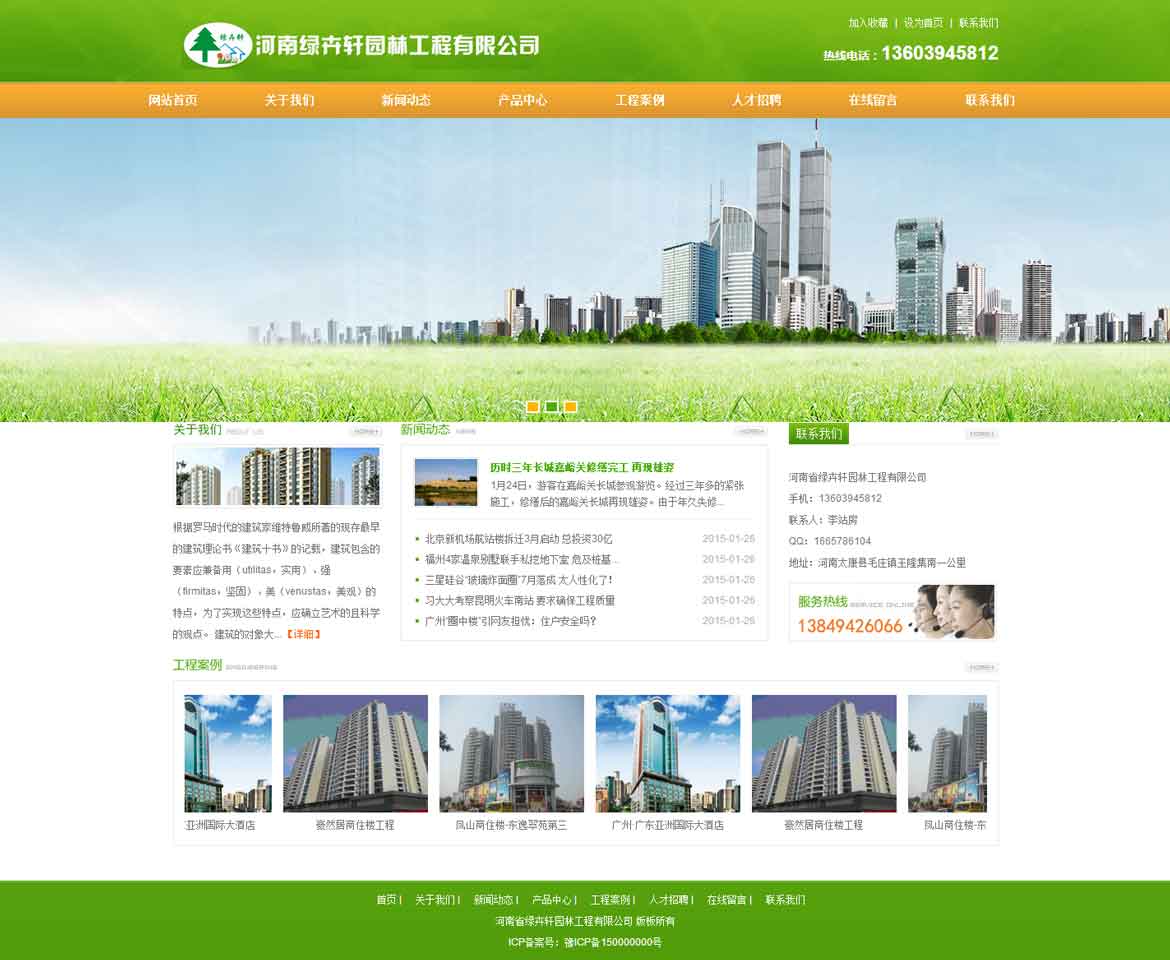 加入收藏 | 设为首页 | 联系我们
绿卉轩
河南绿卉轩园林工程有限公司
热线电话：13603945812
网站首页 关于我们 新闻动态 产品中心 工程案例 人才招聘 在线留言 联系我们
关于我们 ABOUT US
根据罗马时代的建筑家维特鲁威所著的现存最早
的建筑理论书《建筑十书》的记载，建筑包含的
要素应兼备用（utilitas，实用），强
（firmitas，坚固），美（venustas，美观）的
特点，为了实现这些特点，应确立艺术的且科学
的观点。 建筑的对象大...【详细】
新闻动态
历时三年长城嘉峪关修缮完工 再现雄姿
1月24日，游客在嘉峪关长城参观游览。经过三年多的紧张
施工，修缮后的嘉峪关长城再现雄姿。由于年久失修...
北京新机场航站楼拆迁3月启动 总投资30亿 2015-01-26
福州4家温泉别墅联手私挖地下室 危及桩基... 2015-01-26
三星硅谷“玻璃炸面圈”7月落成 太人性化了! 2015-01-26
习大大考察昆明火车南站 要求确保工程质量 2015-01-26
广州“圈中楼”引网友担忧：住户安全吗? 2015-01-26
联系我们
河南省绿卉轩园林工程有限公司
手机：13603945812
联系人：李站房
QQ：1665786104
地址：河南太康县毛庄镇王隆集南一公里
服务热线 SERVICE ONLINE
13849426066
工程案例
亚洲国际大酒店 豪然居商住楼工程 凤山商住楼-东逸翠苑第三 广州·广东亚洲国际大酒店 豪然居商住楼工程 凤山商住楼-东
首页 | 关于我们 | 新闻动态 | 产品中心 | 工程案例 | 人才招聘 | 在线留言 | 联系我们
河南省绿卉轩园林工程有限公司 版板所有
ICP备案号：豫ICP备150000000号